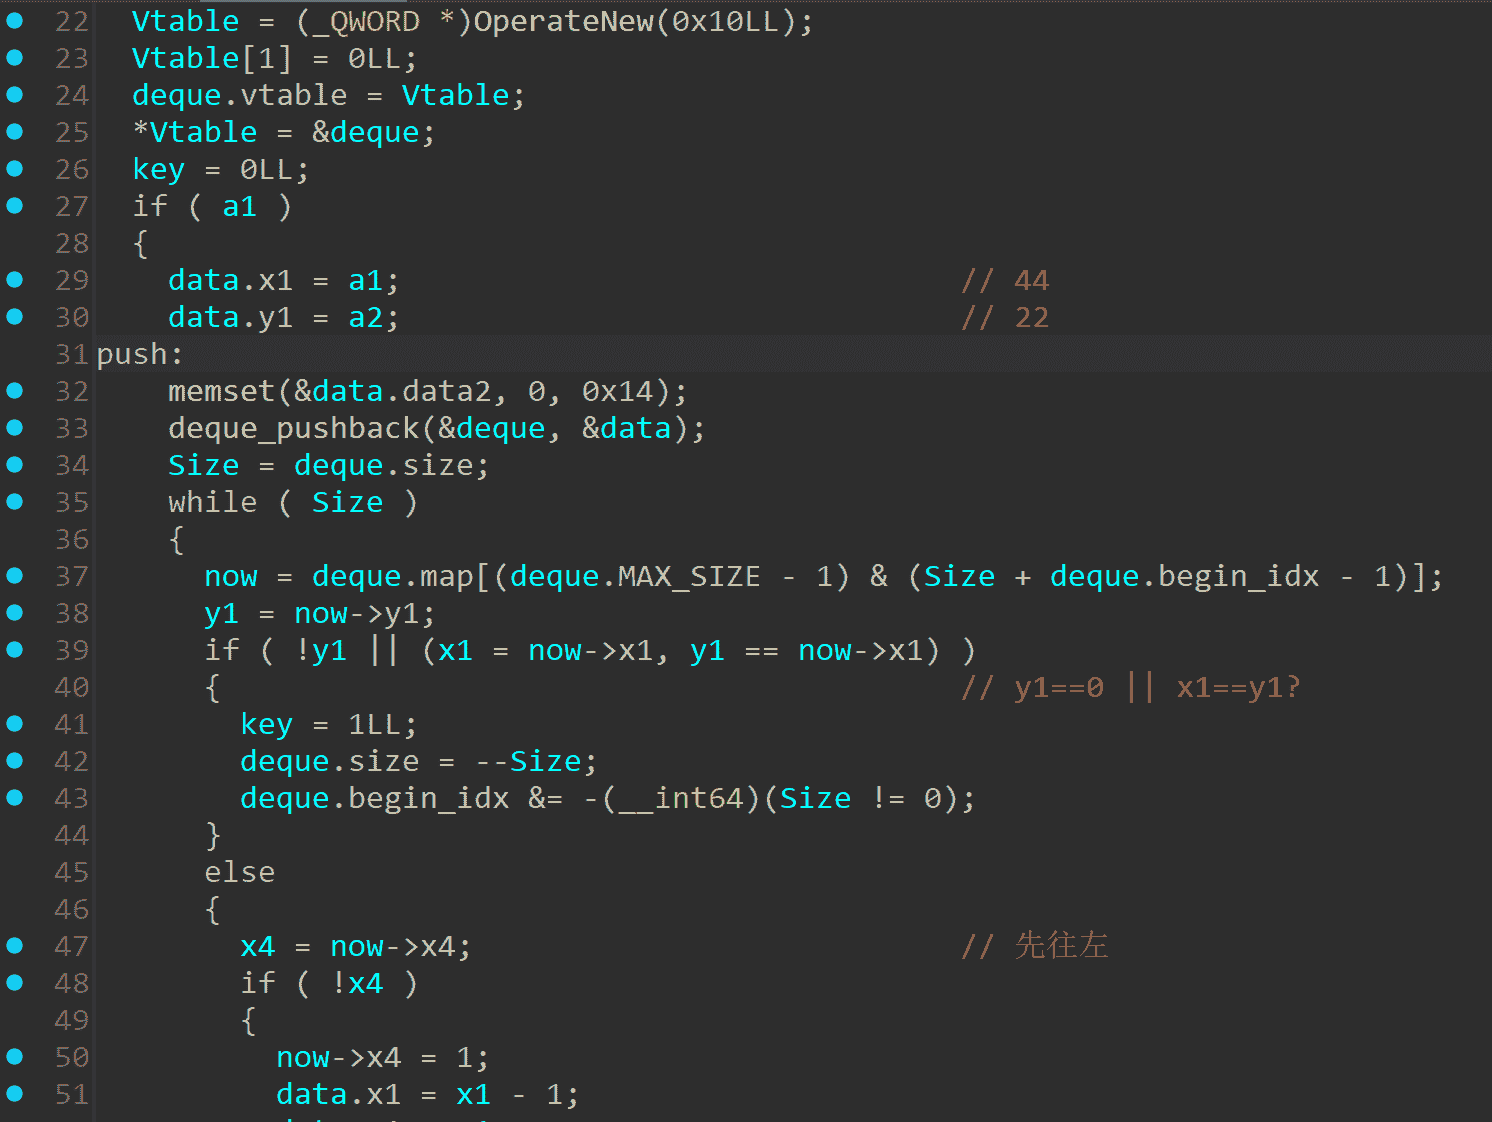 22 Vtable = (_QWORD *)OperateNew(0x10LL);
23 Vtable[1] = 0LL;
24 deque.vtable = Vtable;
25 *Vtable = &deque;
26 key = 0LL;
27 if ( a1 )
28 {
29 data.x1 = a1; // 44
30 data.y1 = a2; // 22
31 push:
32 memset(&data.data2, 0, 0x14);
33 deque_pushback(&deque, &data);
34 Size = deque.size;
35 while ( Size )
36 {
37 now = deque.map[(deque.MAX_SIZE - 1) & (Size + deque.begin_idx - 1)];
38 y1 = now->y1;
39 if ( !y1 || (x1 = now->x1, y1 == now->x1) )
40 { // y1==0 || x1==y1?
41 key = 1LL;
42 deque.size = --Size;
43 deque.begin_idx &= -(__int64)(Size != 0);
44 }
45 else
46 {
47 x4 = now->x4; // 先往左
48 if ( !x4 )
49 {
50 now->x4 = 1;
51 data.x1 = x1 - 1;